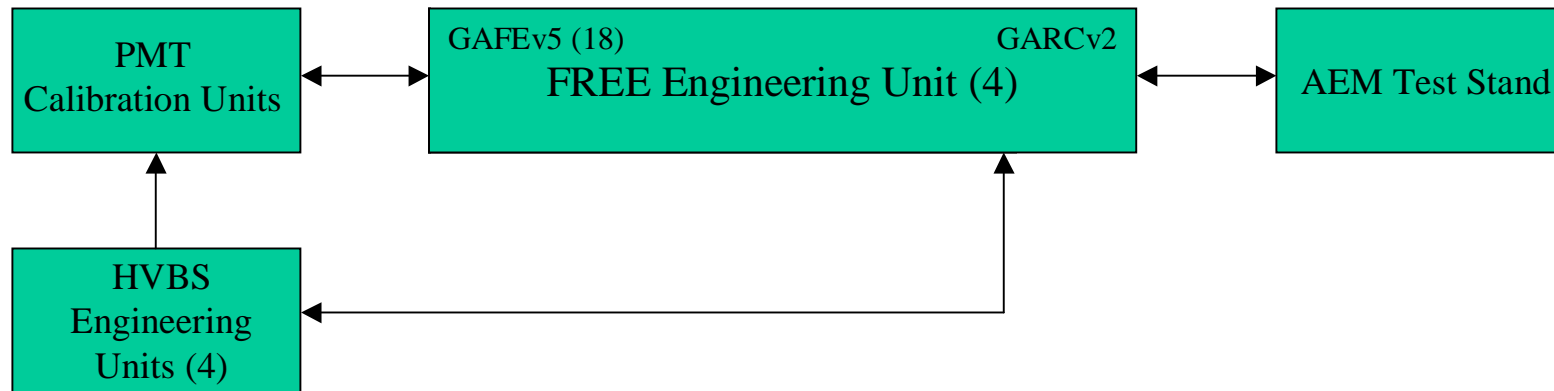 PMT
Calibration Units
GAFEv5 (18)
GARCv2
FREE Engineering Unit (4)
AEM Test Stand
HVBS
Engineering
Units (4)